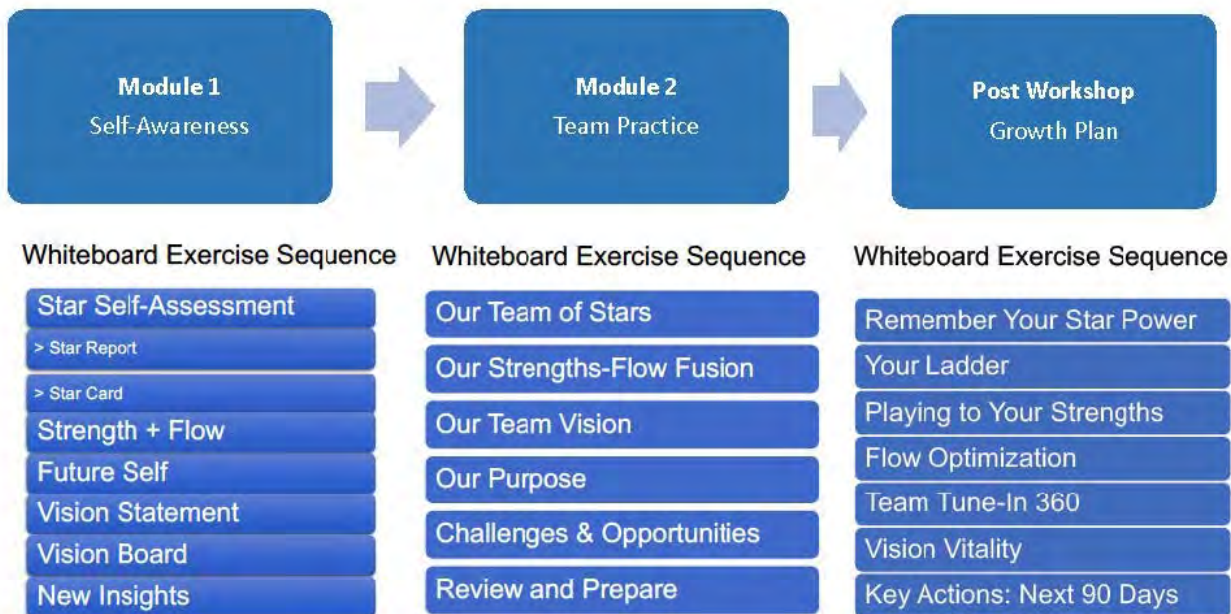 Module 1
Self-Awareness
Module 2
Team Practice
Post Workshop
Growth Plan
Whiteboard Exercise Sequence
Star Self-Assessment
> Star Report
> Star Card
Strength + Flow
Future Self
Vision Statement
Vision Board
New Insights
Whiteboard Exercise Sequence
Our Team of Stars
Our Strengths-Flow Fusion
Our Team Vision
Our Purpose
Challenges & Opportunities
Review and Prepare
Whiteboard Exercise Sequence
Remember Your Star Power
Your Ladder
Playing to Your Strengths
Flow Optimization
Team Tune-In 360
Vision Vitality
Key Actions: Next 90 Days